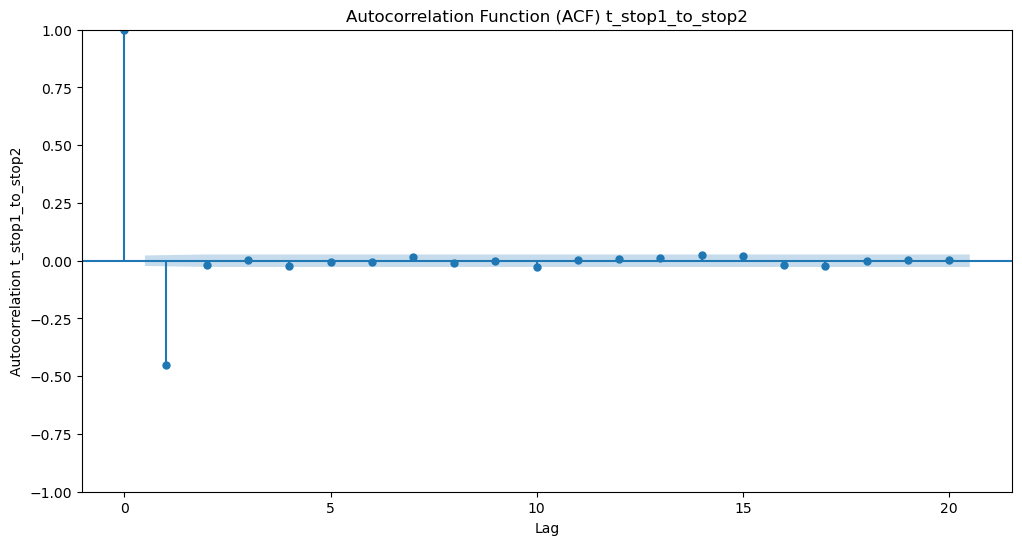 Autocorrelation Function (ACF) t_stop1_to_stop2
Autocorrelation t_stop1_to_stop2
1.00
0.75
0.50
0.25
0.00
−0.25
−0.50
−0.75
−1.00
0 5 10 15 20
Lag